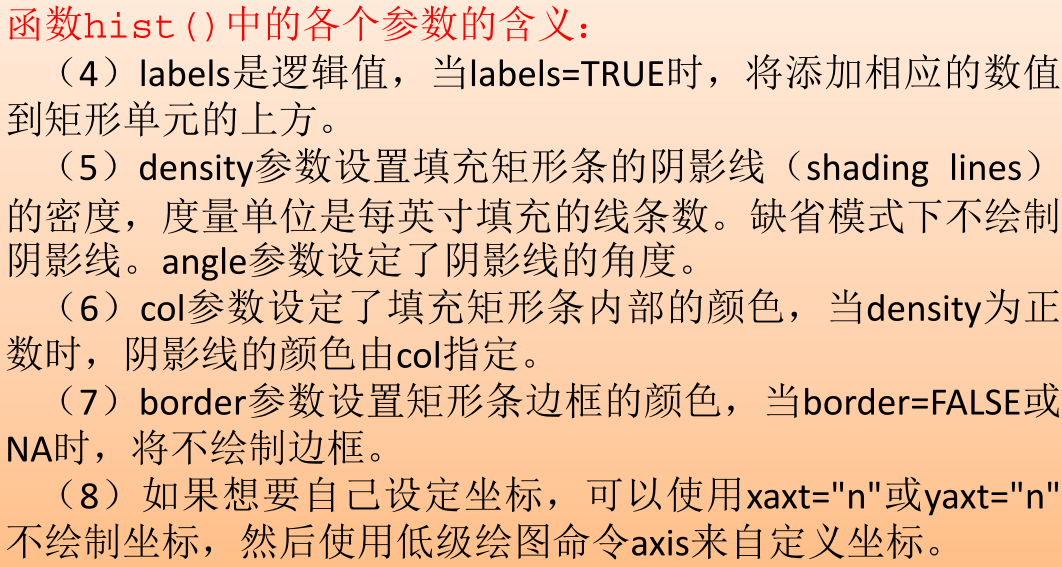 函数hist()中的各个参数的含义：
（4）labels是逻辑值，当labels=TRUE时，将添加相应的数值
到矩形单元的上方。
（5）density参数设置填充矩形条的阴影线（shading lines）
的密度，度量单位是每英寸填充的线条数。缺省模式下不绘制
阴影线。angle参数设定了阴影线的角度。
（6）col参数设定了填充矩形条内部的颜色，当density为正
数时，阴影线的颜色由col指定。
（7）border参数设置矩形条边框的颜色，当border=FALSE或
NA时，将不绘制边框。
（8）如果想要自己设定坐标，可以使用xaxt="n"或yaxt="n"
不绘制坐标，然后使用低级绘图命令axis来自定义坐标。